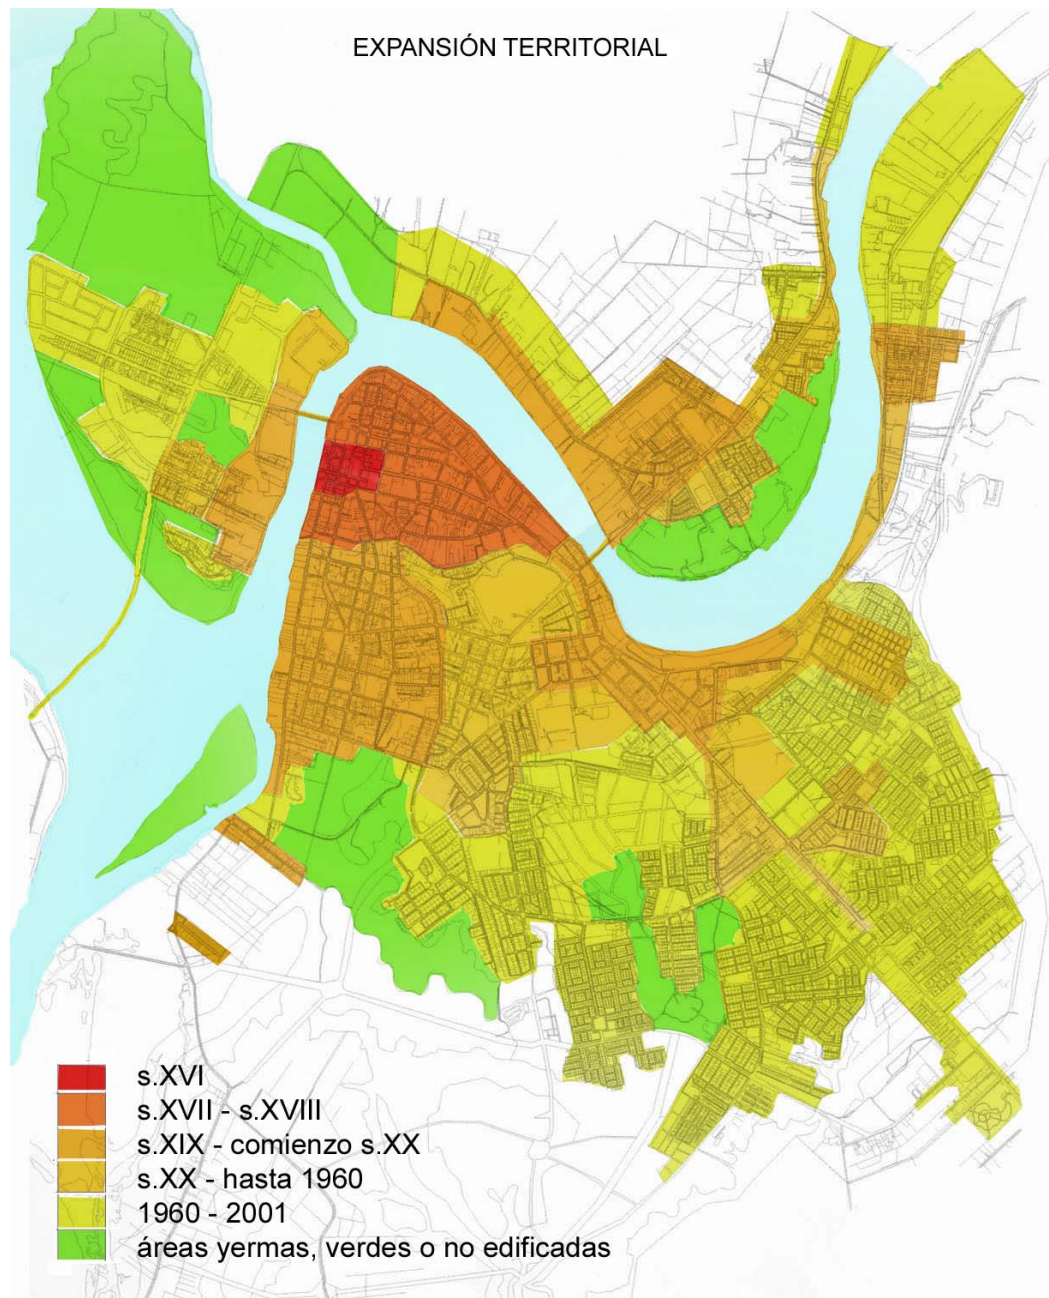 EXPANSIÓN TERRITORIAL
s.XVI
s.XVII - s.XVIII
s.XIX - comienzo s.XX
s.XX - hasta 1960
1960 - 2001
áreas yermas, verdes o no edificadas